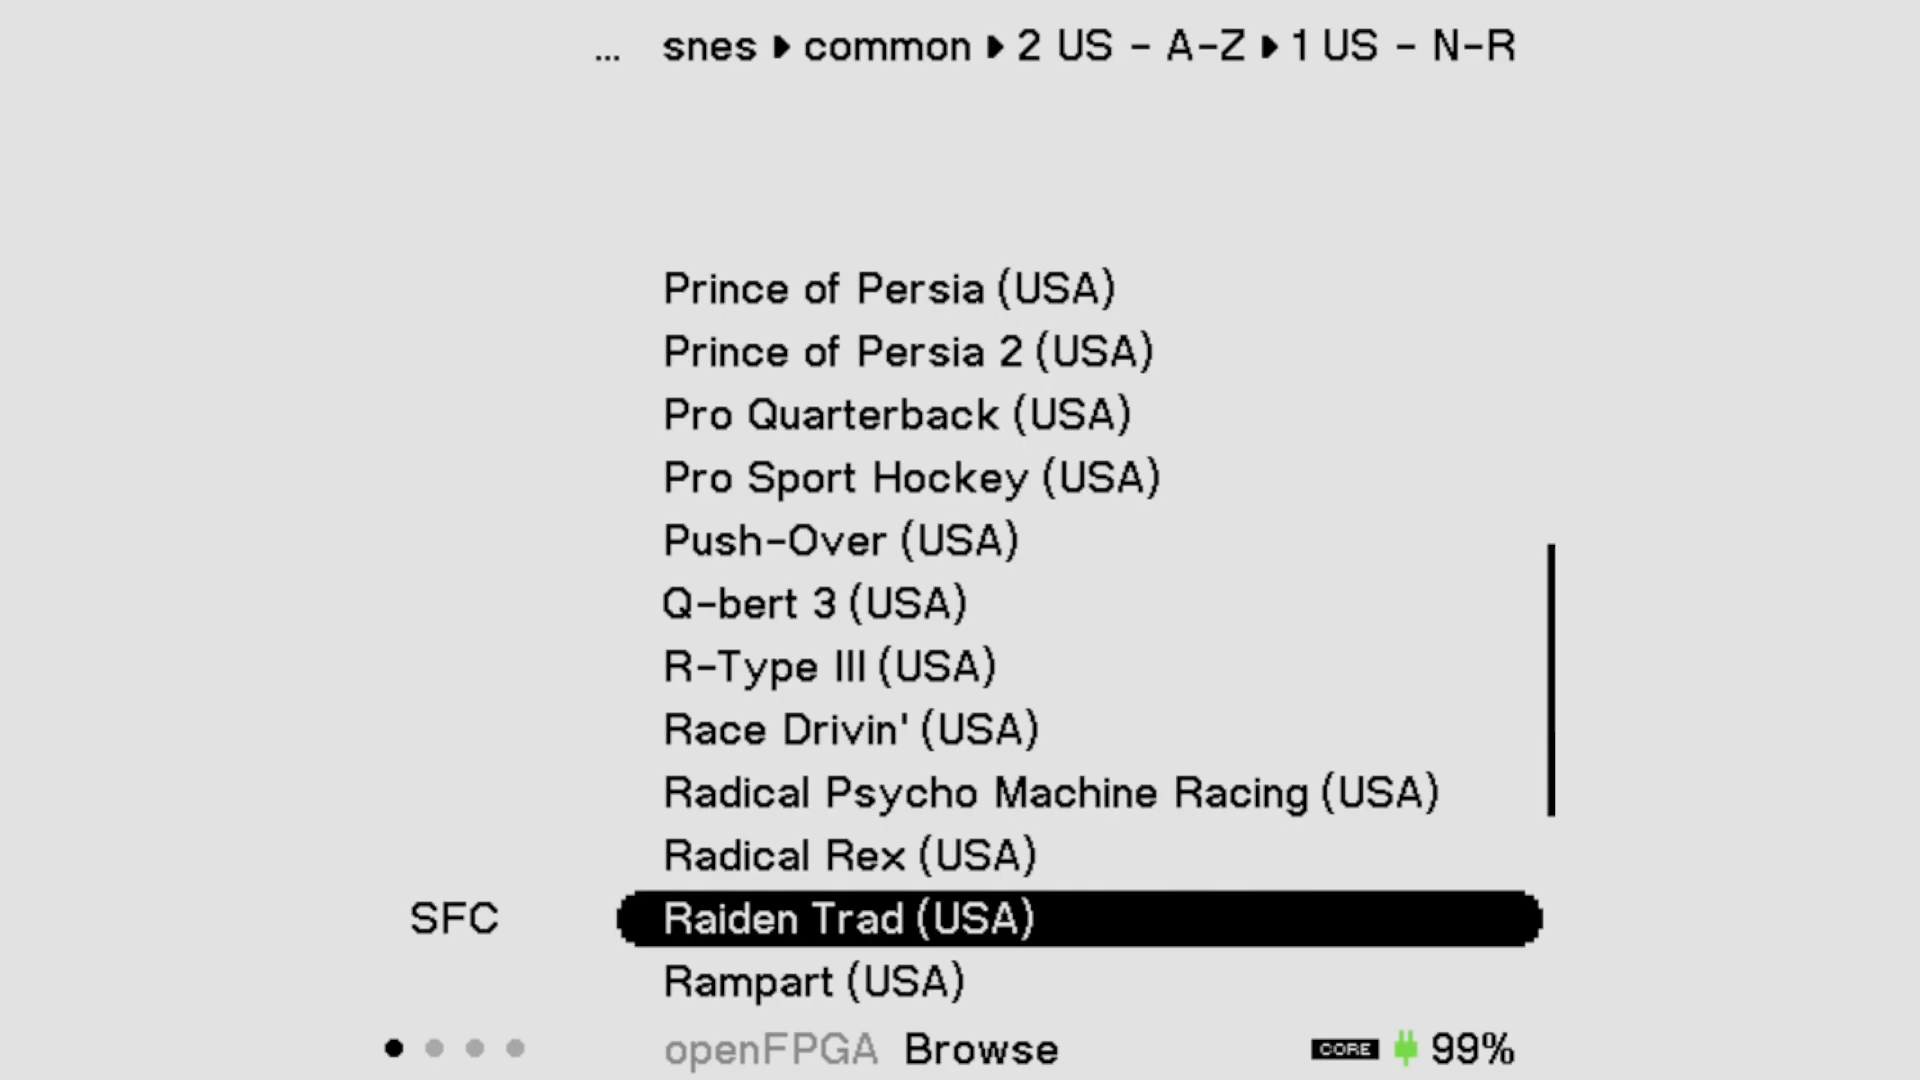 ... snes ▶ common ▶ 2 US - A-Z ▶ 1 US - N-R
Prince of Persia (USA)
Prince of Persia 2 (USA)
Pro Quarterback (USA)
Pro Sport Hockey (USA)
Push-Over (USA)
Q-bert 3 (USA)
R-Type III (USA)
Race Drivin' (USA)
Radical Psycho Machine Racing (USA)
Radical Rex (USA)
SFC Raiden Trad (USA)
Rampart (USA)
openFPGA Browse CORE 99%